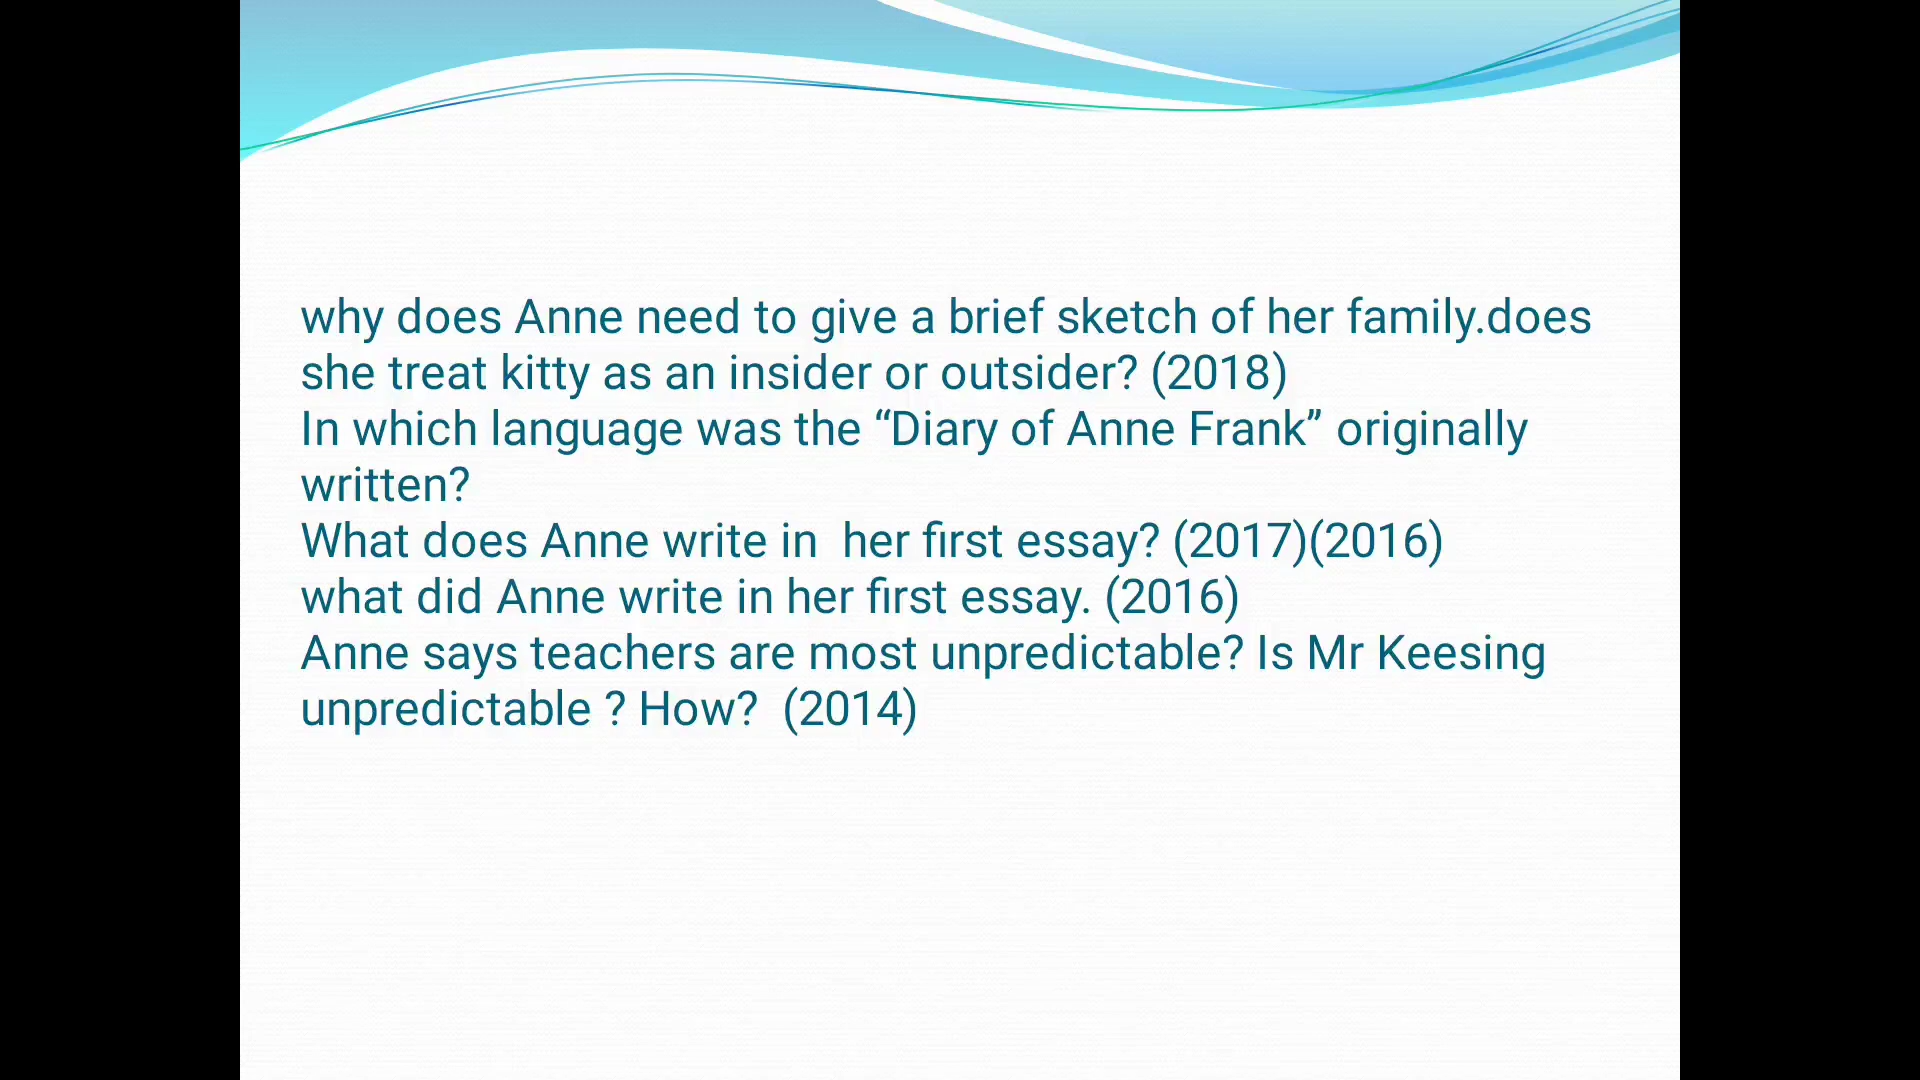 why does Anne need to give a brief sketch of her family.does
she treat kitty as an insider or outsider? (2018)
In which language was the “Diary of Anne Frank” originally
written?
What does Anne write in  her first essay? (2017)(2016)
what did Anne write in her first essay. (2016)
Anne says teachers are most unpredictable? Is Mr Keesing
unpredictable ? How?  (2014)